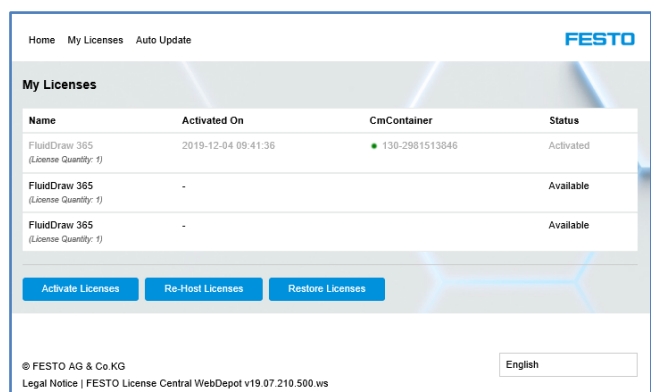 Home My Licenses Auto Update FESTO
My Licenses
Name Activated On CmContainer Status
FluidDraw 365 2019-12-04 09:41:36 130-2981513846 Activated
(License Quantity: 1)
FluidDraw 365 - Available
(License Quantity: 1)
FluidDraw 365 - Available
(License Quantity: 1)
Activate Licenses Re-Host Licenses Restore Licenses
© FESTO AG & Co.KG English
Legal Notice | FESTO License Central WebDepot v19.07.210.500.ws